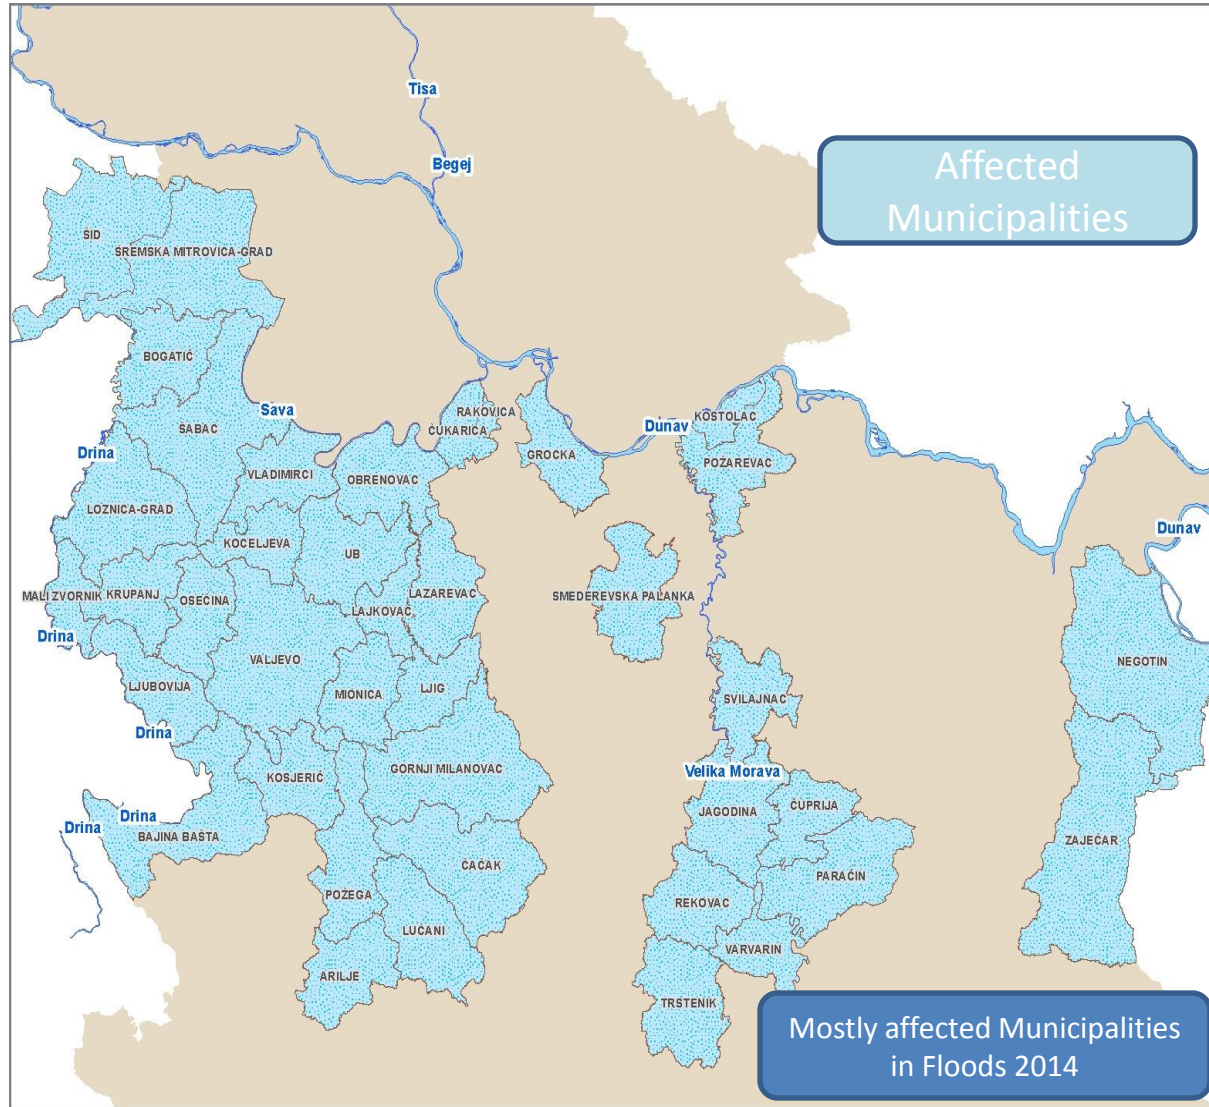 Tisa
Begej
Affected
Municipalities
ŠID
SREMSKA MITROVICA-GRAD
BOGATIĆ
ŠABAC
Sava
RAKOVICA
ČUKARICA
Drina
GROCKA
Dunav
KOSTOLAC
POŽAREVAC
VLADIMIRCI
OBRENOVAC
LOZNICA-GRAD
KOCELJEVA
UB
Dunav
MALI ZVORNIK
KRUPANJ
OSEČINA
LAJKOVAC
LAZAREVAC
SMEDEREVSKA PALANKA
Drina
VALJEVO
LJUBOVIJA
MIONICA
LJIG
SVILAJNAC
NEGOTIN
Drina
KOSJERIĆ
GORNJI MILANOVAC
Velika Morava
JAGODINA
ĆUPRIJA
Drina
Drina
BAJINA BAŠTA
ČAČAK
ZAJEČAR
PARAĆIN
POŽEGA
REKOVAC
LUČANI
VARVARIN
ARILJE
TRSTENIK
Mostly affected Municipalities
in Floods 2014